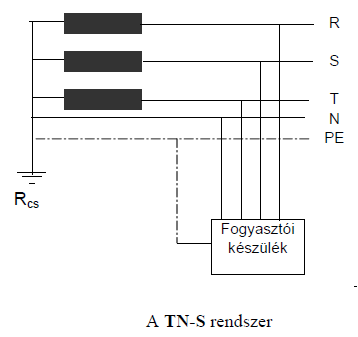 R
S
T
N
PE
Rcs
Fogyasztói
készülék
A TN-S rendszer